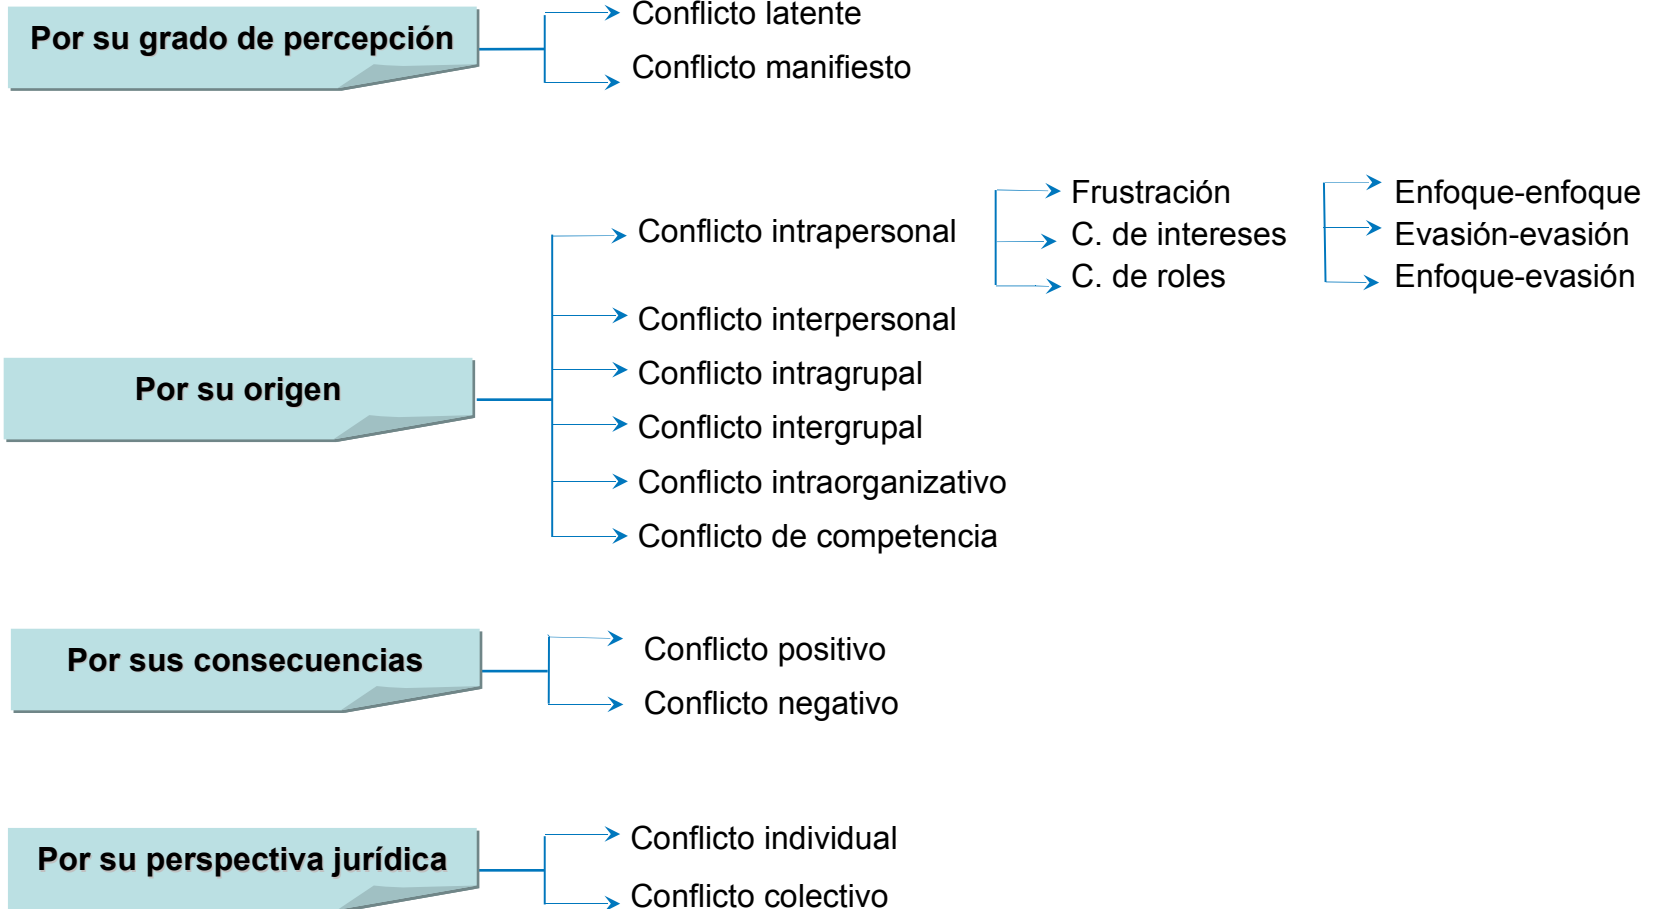 Por su grado de percepción
Conflicto latente
Conflicto manifiesto
Por su origen
Conflicto intrapersonal
Frustración
C. de intereses
C. de roles
Enfoque-enfoque
Evasión-evasión
Enfoque-evasión
Conflicto interpersonal
Conflicto intragrupal
Conflicto intergrupal
Conflicto intraorganizativo
Conflicto de competencia
Por sus consecuencias
Conflicto positivo
Conflicto negativo
Por su perspectiva jurídica
Conflicto individual
Conflicto colectivo